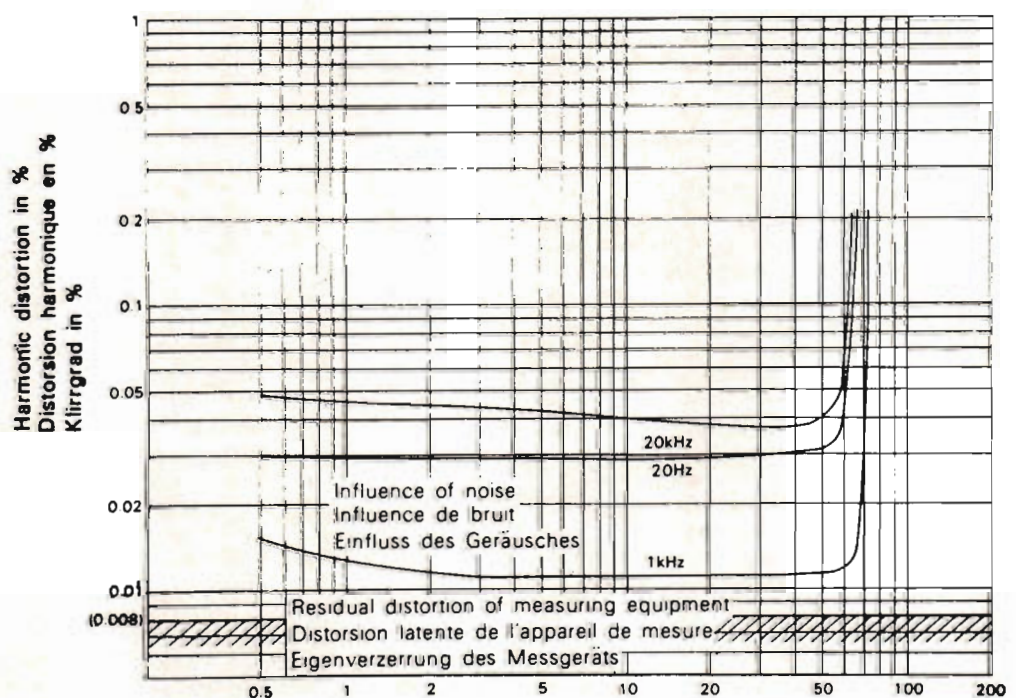 Harmonic distortion in %
Distorsion harmonique en %
Klirrgrad in %
1
0.5
0.2
0.1
0.05
0.02
0.01
(0.008)
20kHz
20Hz
Influence of noise
Influence de bruit
Einfluss des Geräusches
1kHz
Residual distortion of measuring equipment
Distorsion latente de l'appareil de mesure
Eigenverzerrung des Messgeräts
0.5 1 2 5 10 20 50 100 200